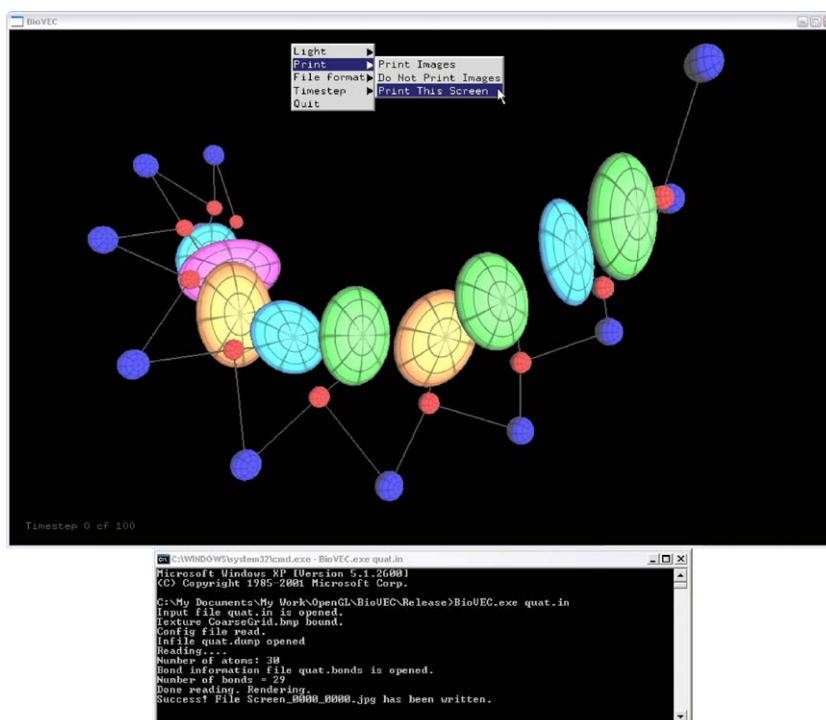 BioVEC
Light
Print
File format
Timestep
Quit
Print Images
Do Not Print Images
Print This Screen
Timestep 0 of 100
C:\WINDOWS\system32\cmd.exe - BioVEC.exe quat.in
Microsoft Windows XP [Version 5.1.2600]
(C) Copyright 1985-2001 Microsoft Corp.
C:\My Documents\My Work\OpenGL\BioVEC\Release>BioVEC.exe quat.in
Input file quat.in is opened.
Texture CoarseGrid.bmp bound.
Config file read.
Infile quat.dump opened
Reading....
Number of atoms: 30
Bond information file quat.bonds is opened.
Number of bonds = 29
Done reading. Rendering.
Success! File Screen_0000_0000.jpg has been written.